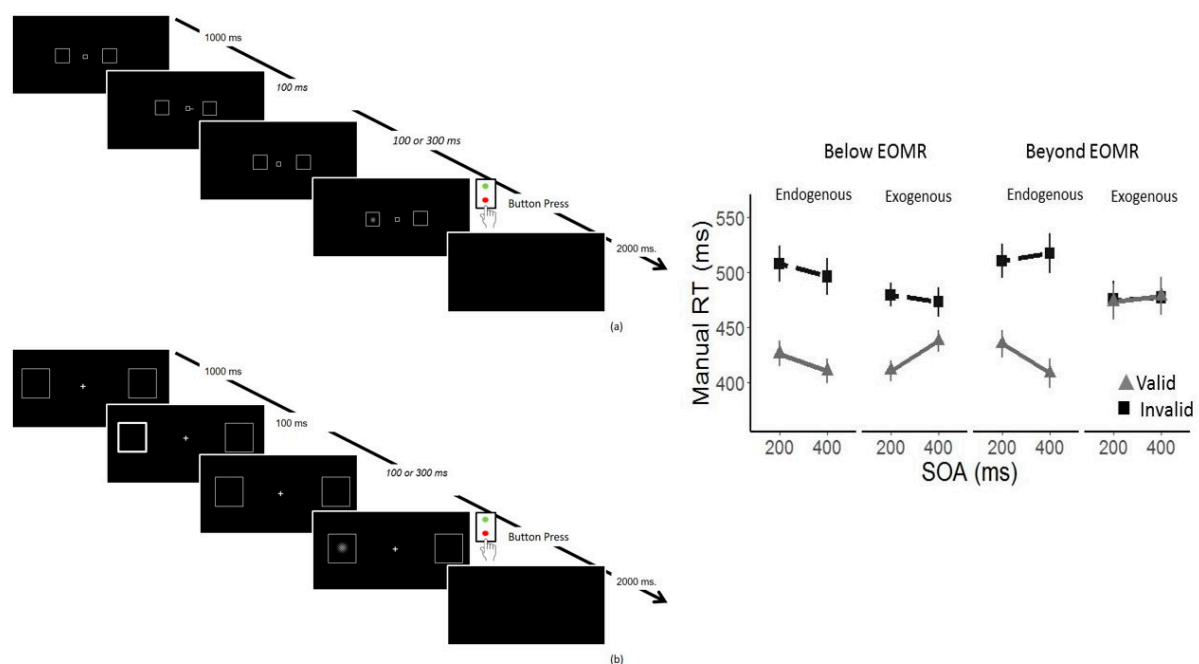 1000 ms
100 ms
100 or 300 ms
Button Press
2000 ms.
(a)
1000 ms
100 ms
100 or 300 ms
Button Press
2000 ms.
(b)
Below EOMR Beyond EOMR
Endogenous Exogenous Endogenous Exogenous
Manual RT (ms)
550
500
450
400
Valid
Invalid
200 400 200 400 200 400 200 400
SOA (ms)